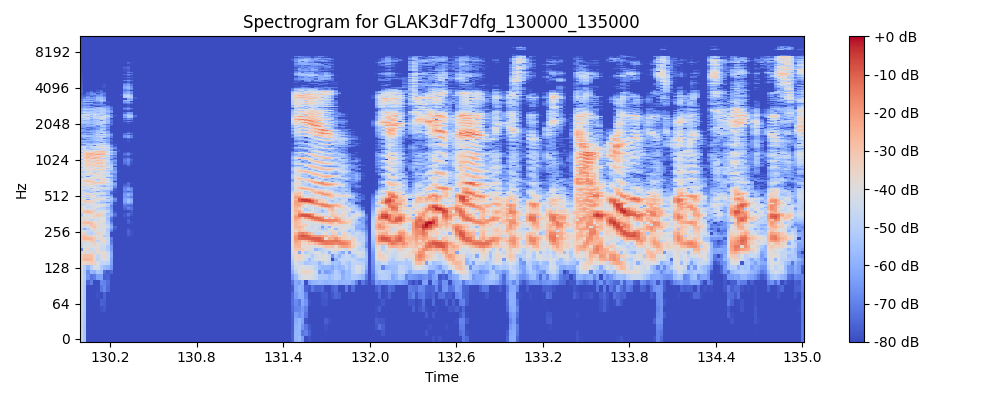 Spectrogram for GLAK3dF7dfg_130000_135000
8192
4096
2048
1024
512
256
128
64
0
Hz
130.2 130.8 131.4 132.0 132.6 133.2 133.8 134.4 135.0
Time
+0 dB
-10 dB
-20 dB
-30 dB
-40 dB
-50 dB
-60 dB
-70 dB
-80 dB